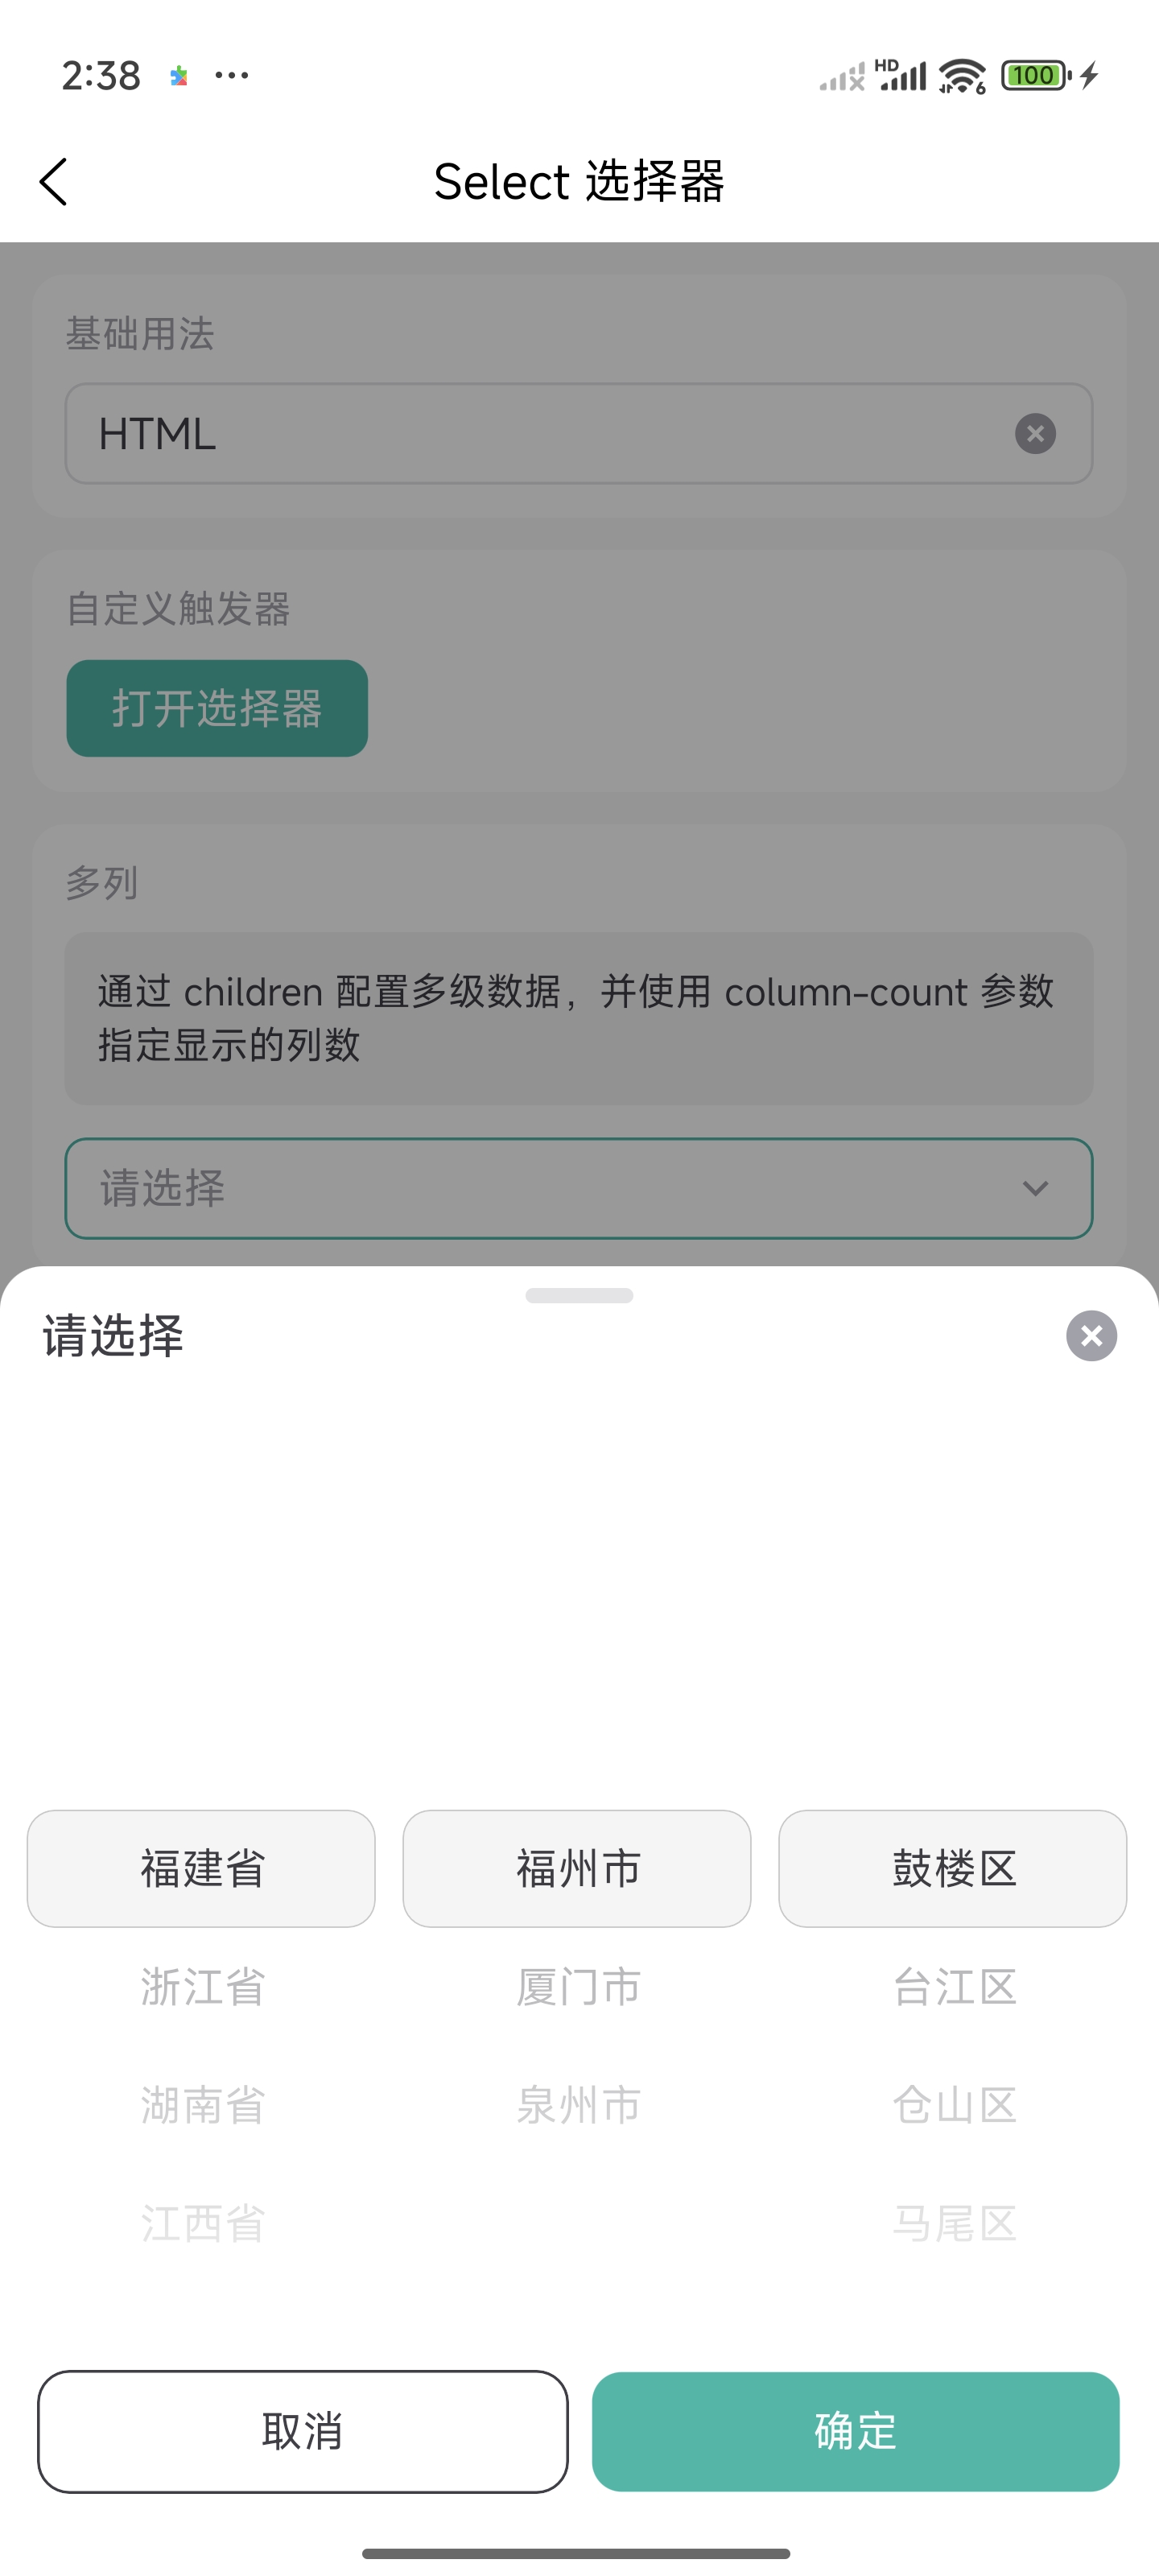 2:38
HD
6
100
Select 选择器
基础用法
HTML
自定义触发器
打开选择器
多列
通过 children 配置多级数据，并使用 column-count 参数
指定显示的列数
请选择
请选择
福建省 福州市 鼓楼区
浙江省 厦门市 台江区
湖南省 泉州市 仓山区
江西省 马尾区
取消 确定